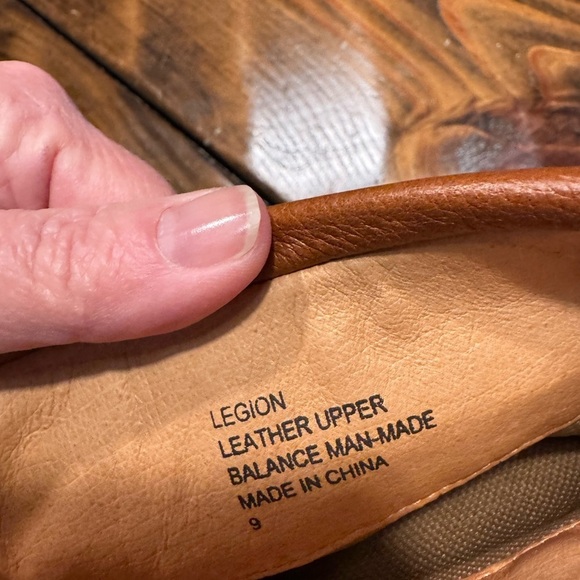 LEGION
LEATHER UPPER
BALANCE MAN-MADE
MADE IN CHINA
9